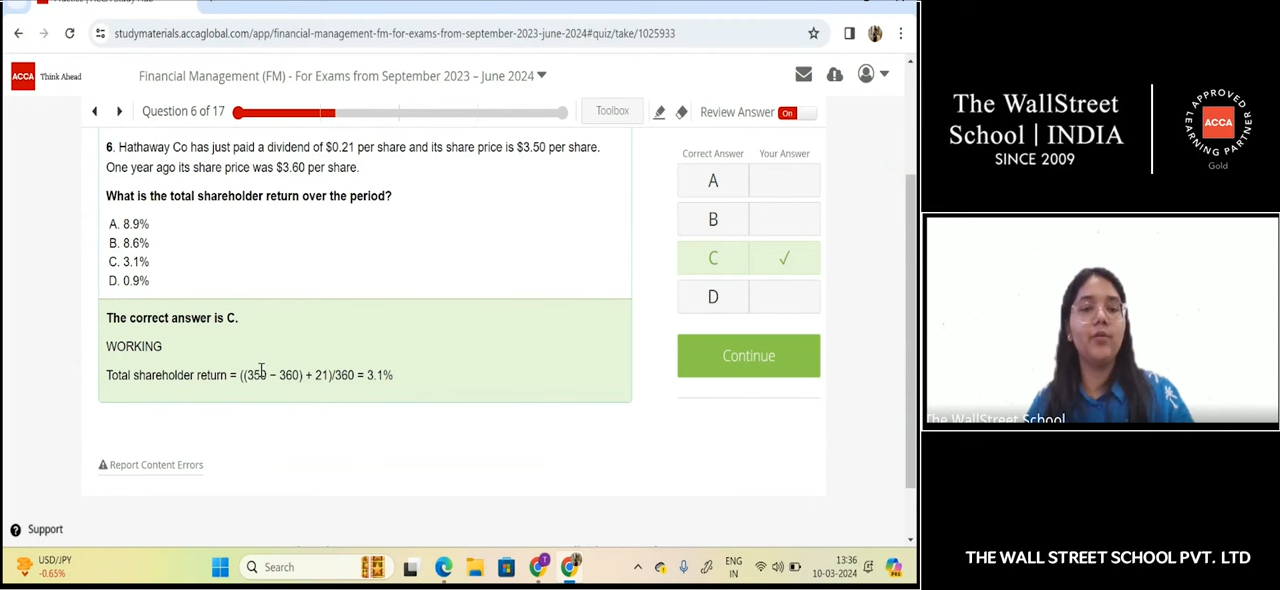 studymaterials.accaglobal.com/app/financial-management-fm-for-exams-from-september-2023-june-2024#quiz/take/1025933
ACCA Think Ahead
Financial Management (FM) - For Exams from September 2023 – June 2024
Question 6 of 17
Toolbox
Review Answer On
6. Hathaway Co has just paid a dividend of $0.21 per share and its share price is $3.50 per share.
One year ago its share price was $3.60 per share.
What is the total shareholder return over the period?
A. 8.9%
B. 8.6%
C. 3.1%
D. 0.9%
The correct answer is C.
WORKING
Total shareholder return = ((350 − 360) + 21)/360 = 3.1%
Correct Answer Your Answer
A
B
C ✓
D
Continue
Report Content Errors
Support
USD/JPY
-0.65%
Search
ENG
IN
13:36
10-03-2024
The WallStreet
School | INDIA
SINCE 2009
APPROVED
ACCA
LEARNING PARTNER
Gold
The WallStreet School
THE WALL STREET SCHOOL PVT. LTD